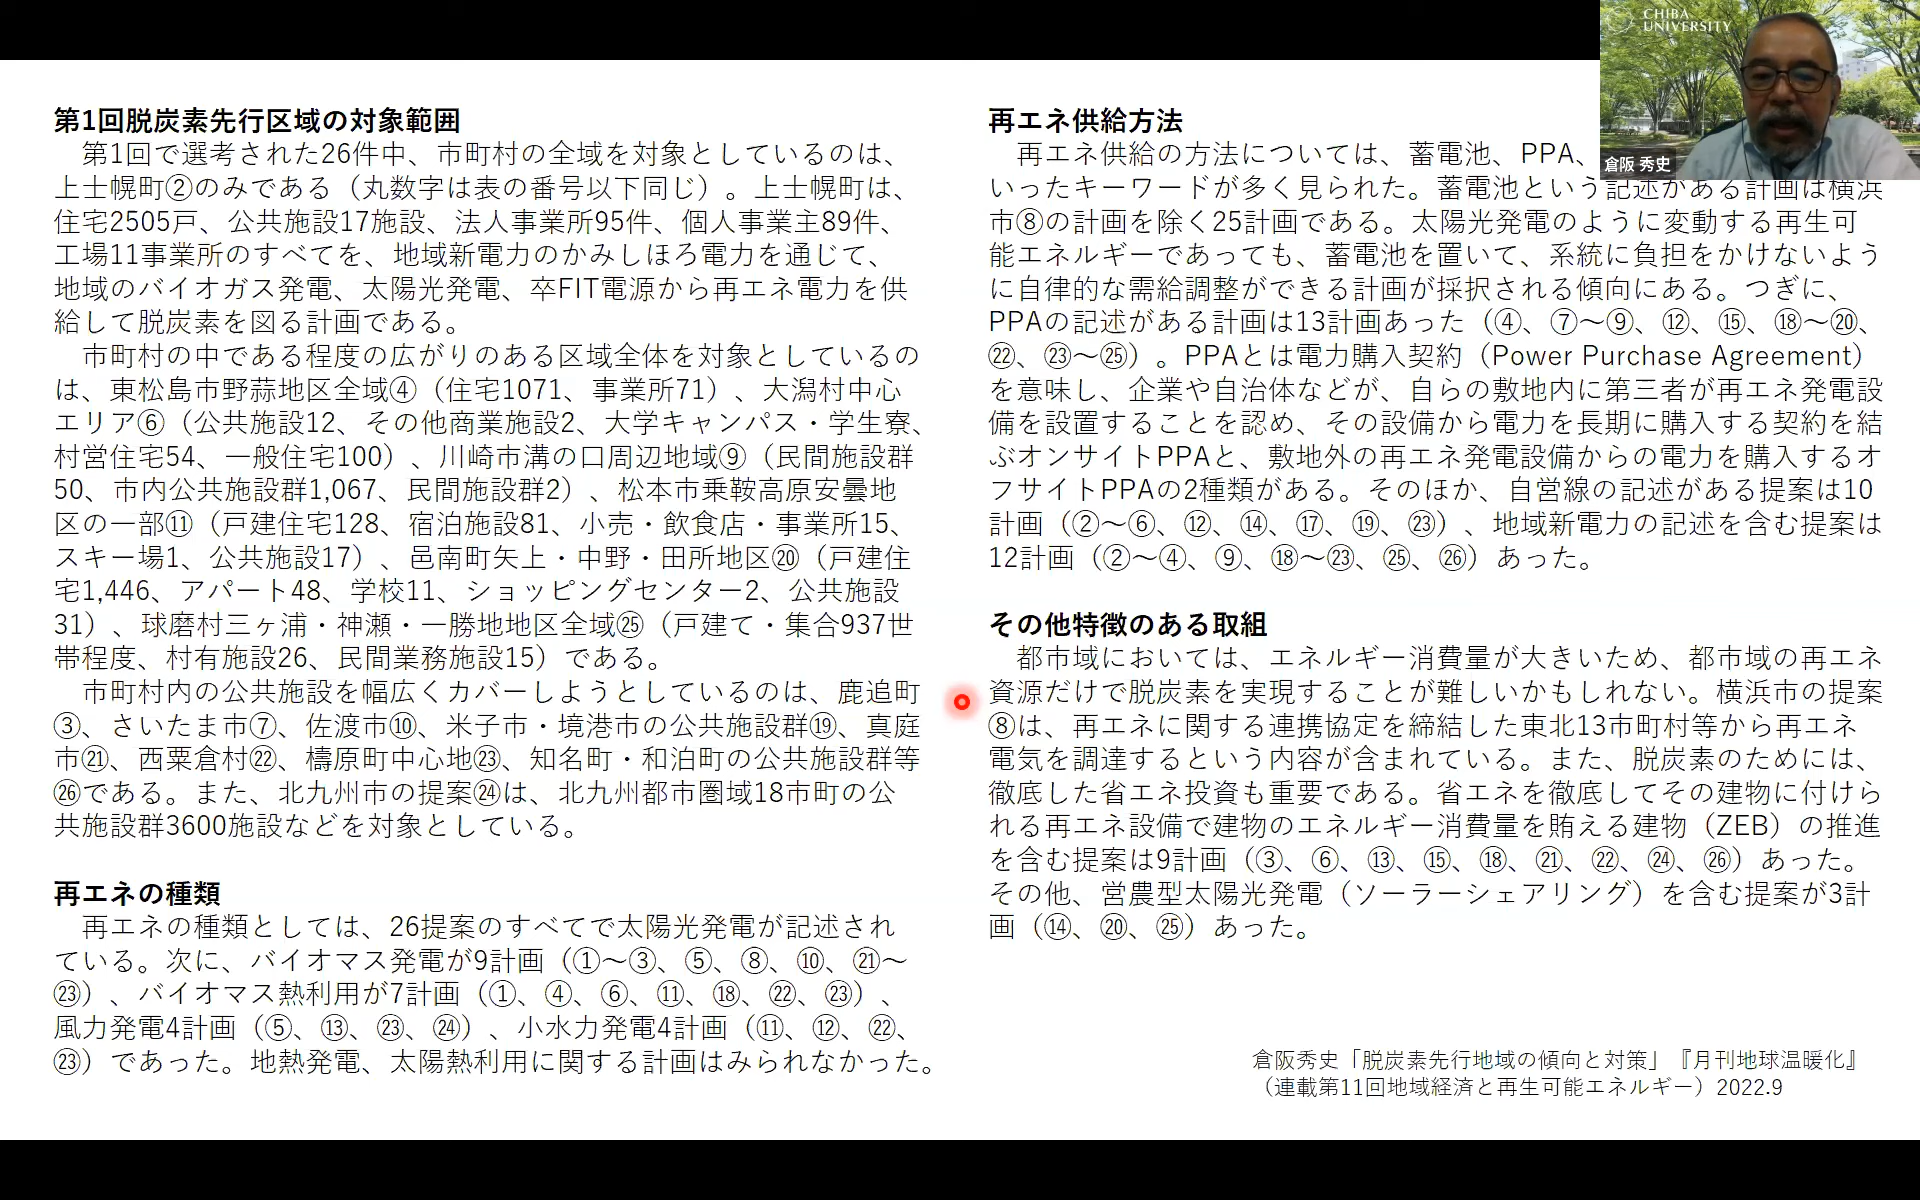 第1回脱炭素先行区域の対象範囲
第1回で選考された26件中、市町村の全域を対象としているのは、
上士幌町②のみである（丸数字は表の番号以下同じ）。上士幌町は、
住宅2505戸、公共施設17施設、法人事業所95件、個人事業主89件、
工場11事業所のすべてを、地域新電力のかみしほろ電力を通じて、
地域のバイオガス発電、太陽光発電、卒FIT電源から再エネ電力を供
給して脱炭素を図る計画である。
市町村の中である程度の広がりのある区域全体を対象としているの
は、東松島市野蒜地区全域④（住宅1071、事業所71）、大潟村中心
エリア⑥（公共施設12、その他商業施設2、大学キャンパス・学生寮、
村営住宅54、一般住宅100）、川崎市溝の口周辺地域⑨（民間施設群
50、市内公共施設群1,067、民間施設群2）、松本市乗鞍高原安曇地
区の一部⑪（戸建住宅128、宿泊施設81、小売・飲食店・事業所15、
スキー場1、公共施設17）、邑南町矢上・中野・田所地区⑳（戸建住
宅1,446、アパート48、学校11、ショッピングセンター2、公共施設
31）、球磨村三ヶ浦・神瀬・一勝地地区全域㉕（戸建て・集合937世
帯程度、村有施設26、民間業務施設15）である。
市町村内の公共施設を幅広くカバーしようとしているのは、鹿追町
③、さいたま市⑦、佐渡市⑩、米子市・境港市の公共施設群⑲、真庭
市㉑、西粟倉村㉒、檮原町中心地㉓、知名町・和泊町の公共施設群等
㉖である。また、北九州市の提案㉔は、北九州都市圏域18市町の公
共施設群3600施設などを対象としている。
再エネの種類
再エネの種類としては、26提案のすべてで太陽光発電が記述され
ている。次に、バイオマス発電が9計画（①～③、⑤、⑧、⑩、㉑～
㉓）、バイオマス熱利用が7計画（①、④、⑥、⑪、⑱、㉒、㉓）、
風力発電4計画（⑤、⑬、㉓、㉔）、小水力発電4計画（⑪、⑫、㉒、
㉓）であった。地熱発電、太陽熱利用に関する計画はみられなかった。
再エネ供給方法
再エネ供給の方法については、蓄電池、PPA、
いったキーワードが多く見られた。蓄電池という記述がある計画は横浜
市⑧の計画を除く25計画である。太陽光発電のように変動する再生可
能エネルギーであっても、蓄電池を置いて、系統に負担をかけないよう
に自律的な需給調整ができる計画が採択される傾向にある。つぎに、
PPAの記述がある計画は13計画あった（④、⑦～⑨、⑫、⑮、⑱～⑳、
㉒、㉓～㉕）。PPAとは電力購入契約（Power Purchase Agreement）
を意味し、企業や自治体などが、自らの敷地内に第三者が再エネ発電設
備を設置することを認め、その設備から電力を長期に購入する契約を結
ぶオンサイトPPAと、敷地外の再エネ発電設備からの電力を購入するオ
フサイトPPAの2種類がある。そのほか、自営線の記述がある提案は10
計画（②～⑥、⑫、⑭、⑰、⑲、㉓）、地域新電力の記述を含む提案は
12計画（②～④、⑨、⑱～㉓、㉕、㉖）あった。
その他特徴のある取組
都市域においては、エネルギー消費量が大きいため、都市域の再エネ
資源だけで脱炭素を実現することが難しいかもしれない。横浜市の提案
⑧は、再エネに関する連携協定を締結した東北13市町村等から再エネ
電気を調達するという内容が含まれている。また、脱炭素のためには、
徹底した省エネ投資も重要である。省エネを徹底してその建物に付けら
れる再エネ設備で建物のエネルギー消費量を賄える建物（ZEB）の推進
を含む提案は9計画（③、⑥、⑬、⑮、⑱、㉑、㉒、㉔、㉖）あった。
その他、営農型太陽光発電（ソーラーシェアリング）を含む提案が3計
画（⑭、⑳、㉕）あった。
倉阪秀史「脱炭素先行地域の傾向と対策」『月刊地球温暖化』
（連載第11回地域経済と再生可能エネルギー）2022.9
CHIBA
UNIVERSITY
倉阪 秀史